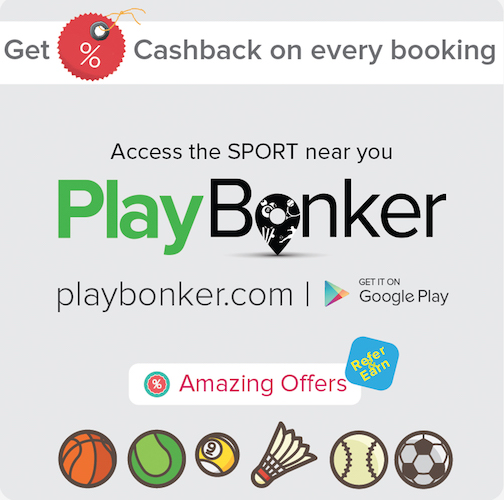 Get % Cashback on every booking
Access the SPORT near you
PlayBonker
playbonker.com | GET IT ON
Google Play
Refer
&
Earn
% Amazing Offers
9